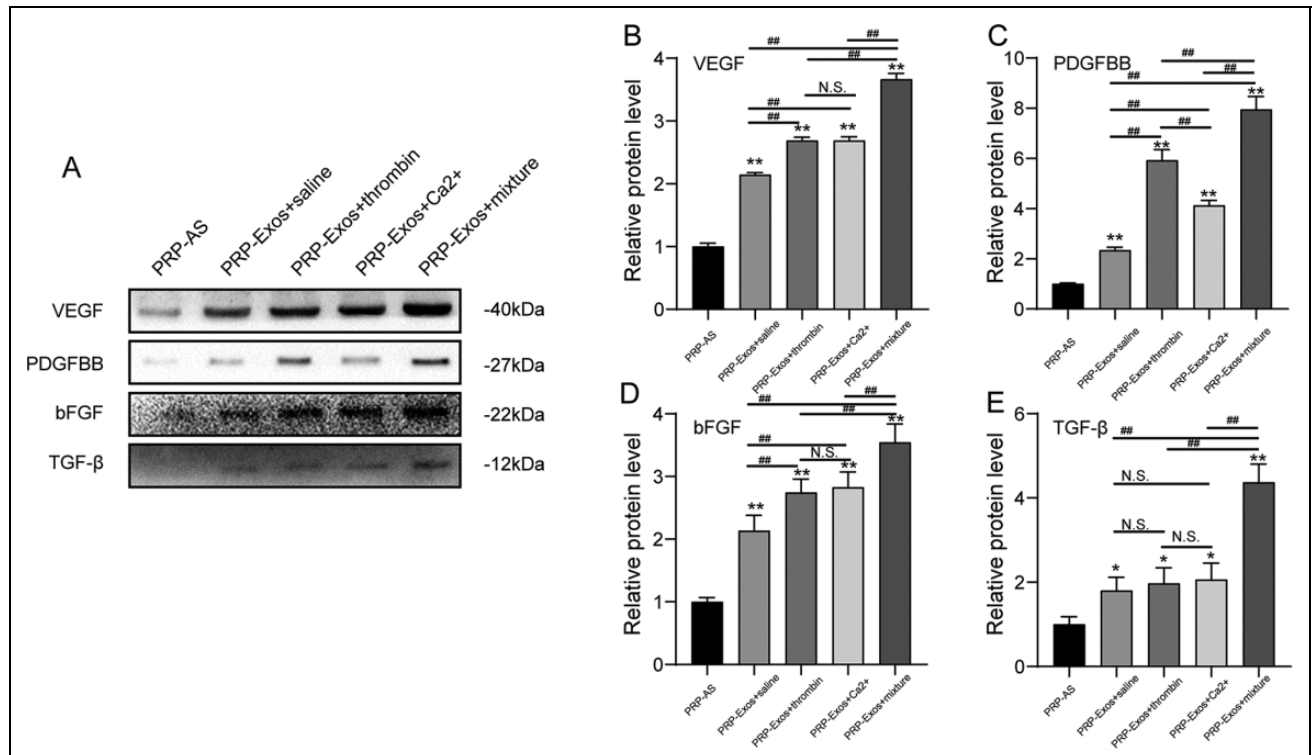 A
PRP-AS
PRP-Exos+saline
PRP-Exos+thrombin
PRP-Exos+Ca2+
PRP-Exos+mixture
VEGF
-40kDa
PDGFBB
-27kDa
bFGF
-22kDa
TGF-β
-12kDa
B
VEGF
Relative protein level
4
3
2
1
0
##
##
##
N.S.
##
##
**
**
**
**
PRP-AS
PRP-Exos+saline
PRP-Exos+thrombin
PRP-Exos+Ca2+
PRP-Exos+mixture
C
PDGFBB
Relative protein level
10
8
6
4
2
0
##
##
##
##
##
##
**
**
**
**
PRP-AS
PRP-Exos+saline
PRP-Exos+thrombin
PRP-Exos+Ca2+
PRP-Exos+mixture
D
bFGF
Relative protein level
4
3
2
1
0
##
##
##
##
N.S.
##
**
**
**
**
PRP-AS
PRP-Exos+saline
PRP-Exos+thrombin
PRP-Exos+Ca2+
PRP-Exos+mixture
E
TGF-β
Relative protein level
6
4
2
0
##
##
##
N.S.
N.S.
N.S.
*
*
*
**
PRP-AS
PRP-Exos+saline
PRP-Exos+thrombin
PRP-Exos+Ca2+
PRP-Exos+mixture